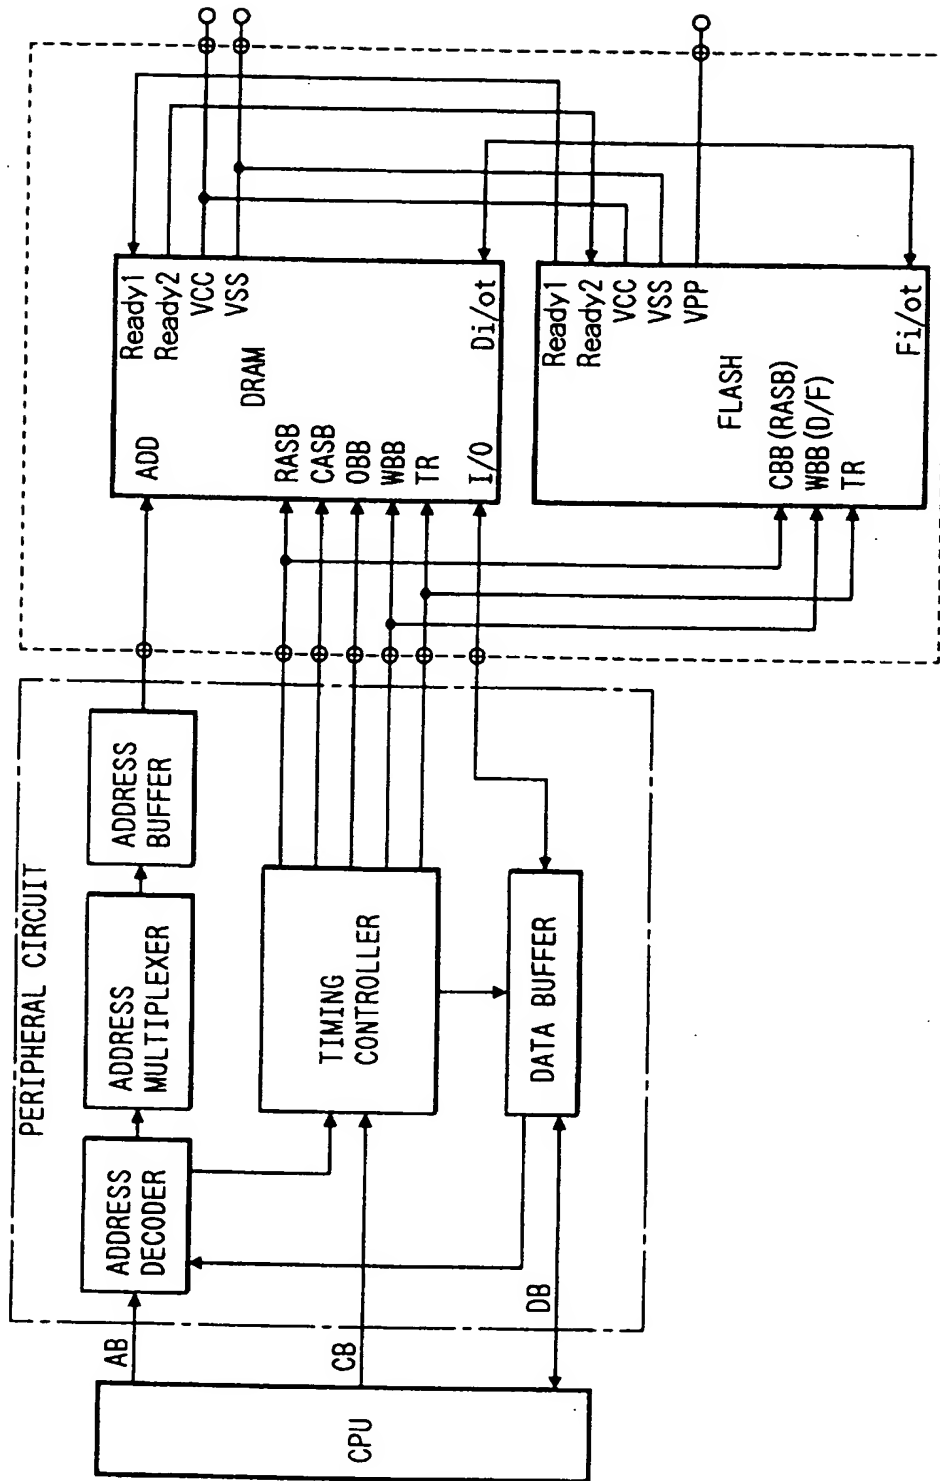 PERIPHERAL CIRCUIT
CPU
AB
CB
DB
ADDRESS
DECODER
ADDRESS
MULTIPLEXER
ADDRESS
BUFFER
TIMING
CONTROLLER
DATA BUFFER
ADD
RASB
CASB
OBB
WBB
TR
I/O
DRAM
Ready1
Ready2
VCC
VSS
Di/ot
FLASH
CBB(RASB)
WBB(D/F)
TR
Ready1
Ready2
VCC
VSS
VPP
Fi/ot